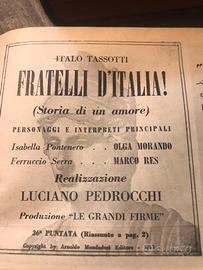 ITALO TASSOTTI
FRATELLI D'ITALIA!
(Storia di un amore)
PERSONAGGI E INTERPRETI PRINCIPALI
Isabella Pontenero . . OLGA MORANDO
Ferruccio Serra . . . MARCO RES
Realizzazione
LUCIANO PEDROCCHI
Produzione "LE GRANDI FIRME"
26ª PUNTATA (Riassunto a pag. 2)
Copyright by Arnoldo Mondadori Editore